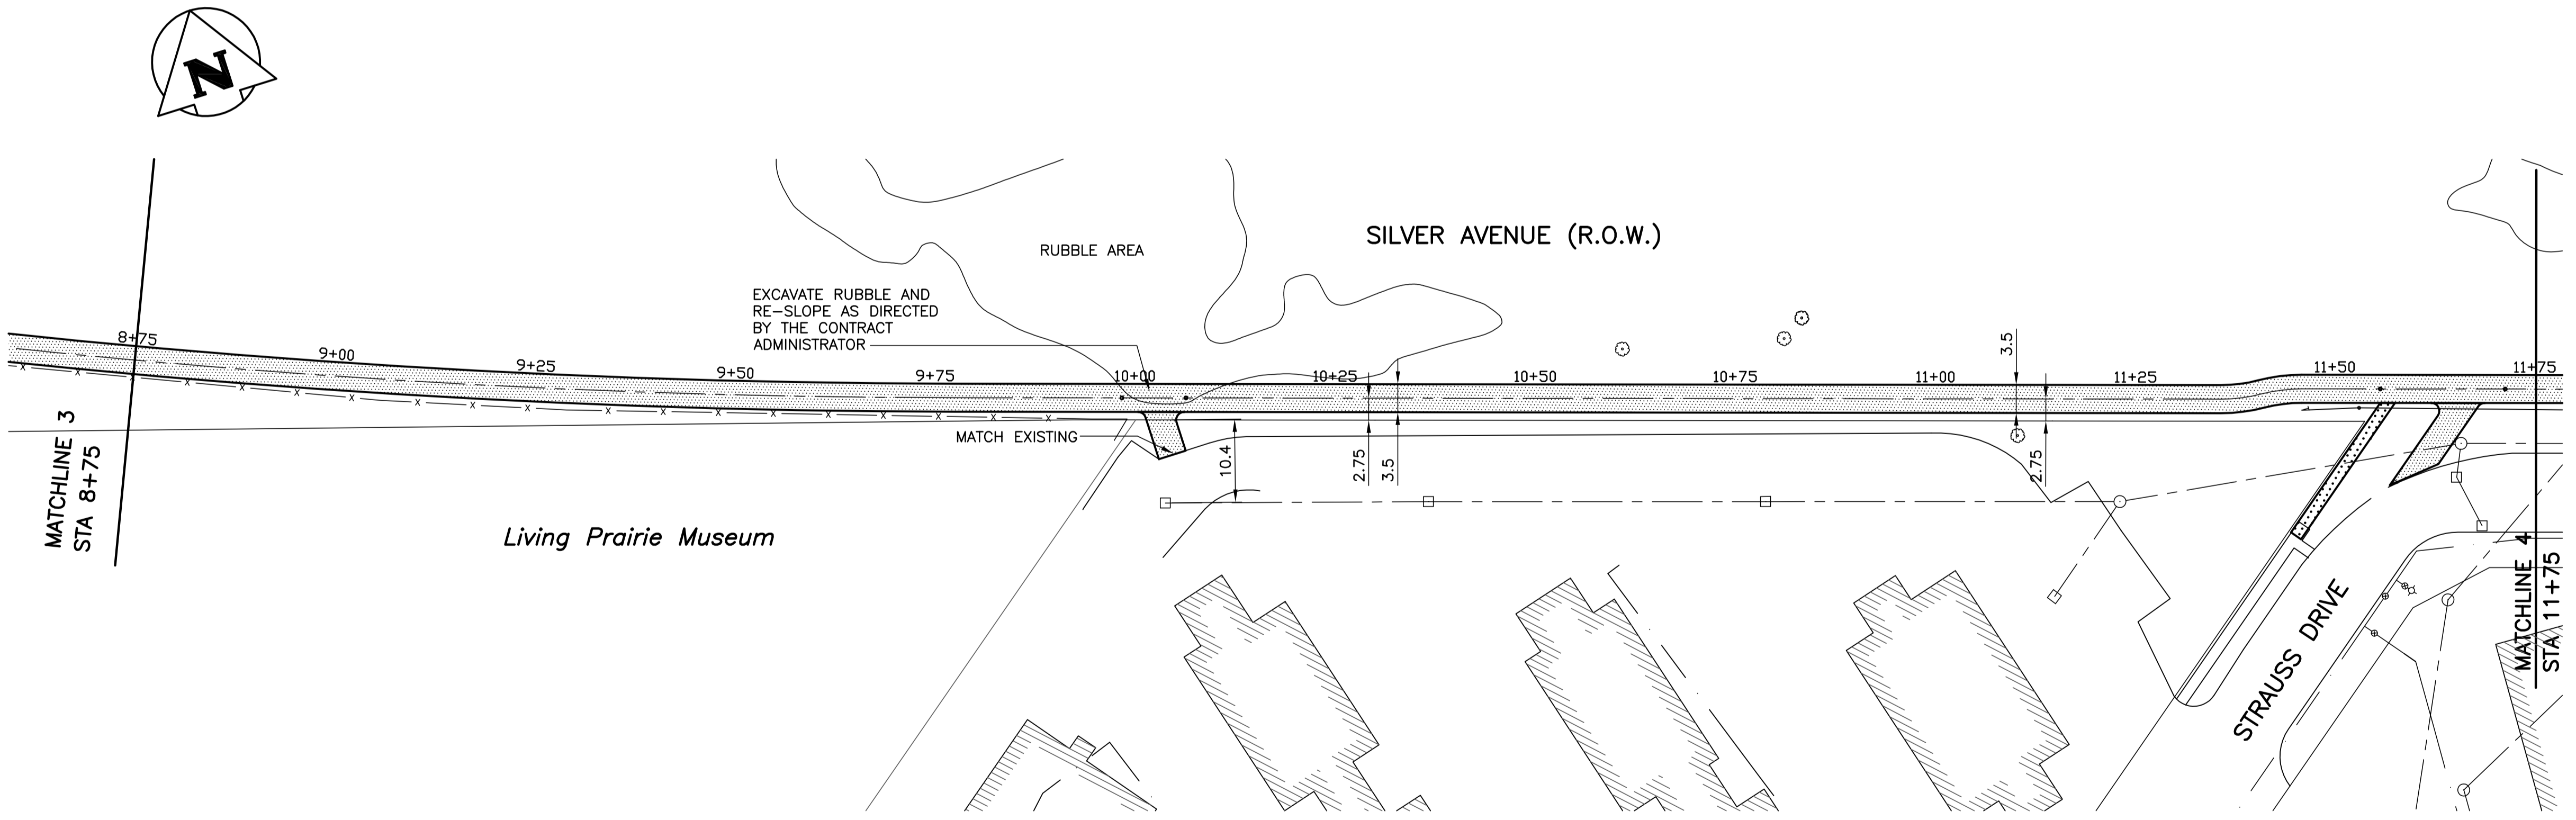 N
SILVER AVENUE (R.O.W.)
RUBBLE AREA
EXCAVATE RUBBLE AND
RE-SLOPE AS DIRECTED
BY THE CONTRACT
ADMINISTRATOR
8+75
9+00
9+25
9+50
9+75
10+00
10+25
10+50
10+75
11+00
11+25
11+50
11+75
3.5
MATCH EXISTING
10.4
2.75
3.5
2.75
MATCHLINE 3
STA 8+75
Living Prairie Museum
STRAUSS DRIVE
MATCHLINE 4
STA 11+75